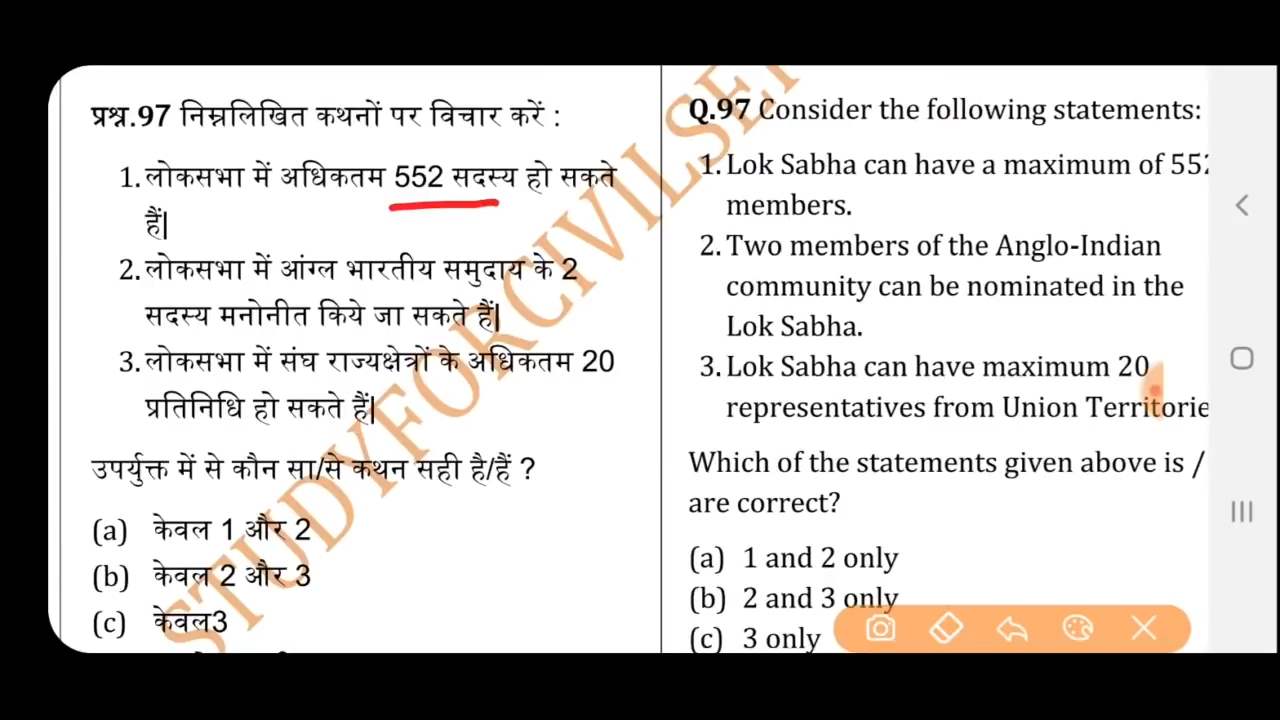 प्रश्न.97 निम्नलिखित कथनों पर विचार करें :
1. लोकसभा में अधिकतम 552 सदस्य हो सकते
हैं|
2. लोकसभा में आंग्ल भारतीय समुदाय के 2
सदस्य मनोनीत किये जा सकते हैं|
3. लोकसभा में संघ राज्यक्षेत्रों के अधिकतम 20
प्रतिनिधि हो सकते हैं|
उपर्युक्त में से कौन सा/से कथन सही है/हैं ?
(a) केवल 1 और 2
(b) केवल 2 और 3
(c) केवल3
Q.97 Consider the following statements:
1. Lok Sabha can have a maximum of 552
members.
2. Two members of the Anglo-Indian
community can be nominated in the
Lok Sabha.
3. Lok Sabha can have maximum 20
representatives from Union Territorie
Which of the statements given above is /
are correct?
(a) 1 and 2 only
(b) 2 and 3 only
(c) 3 only
STUDYFORCIVILSER